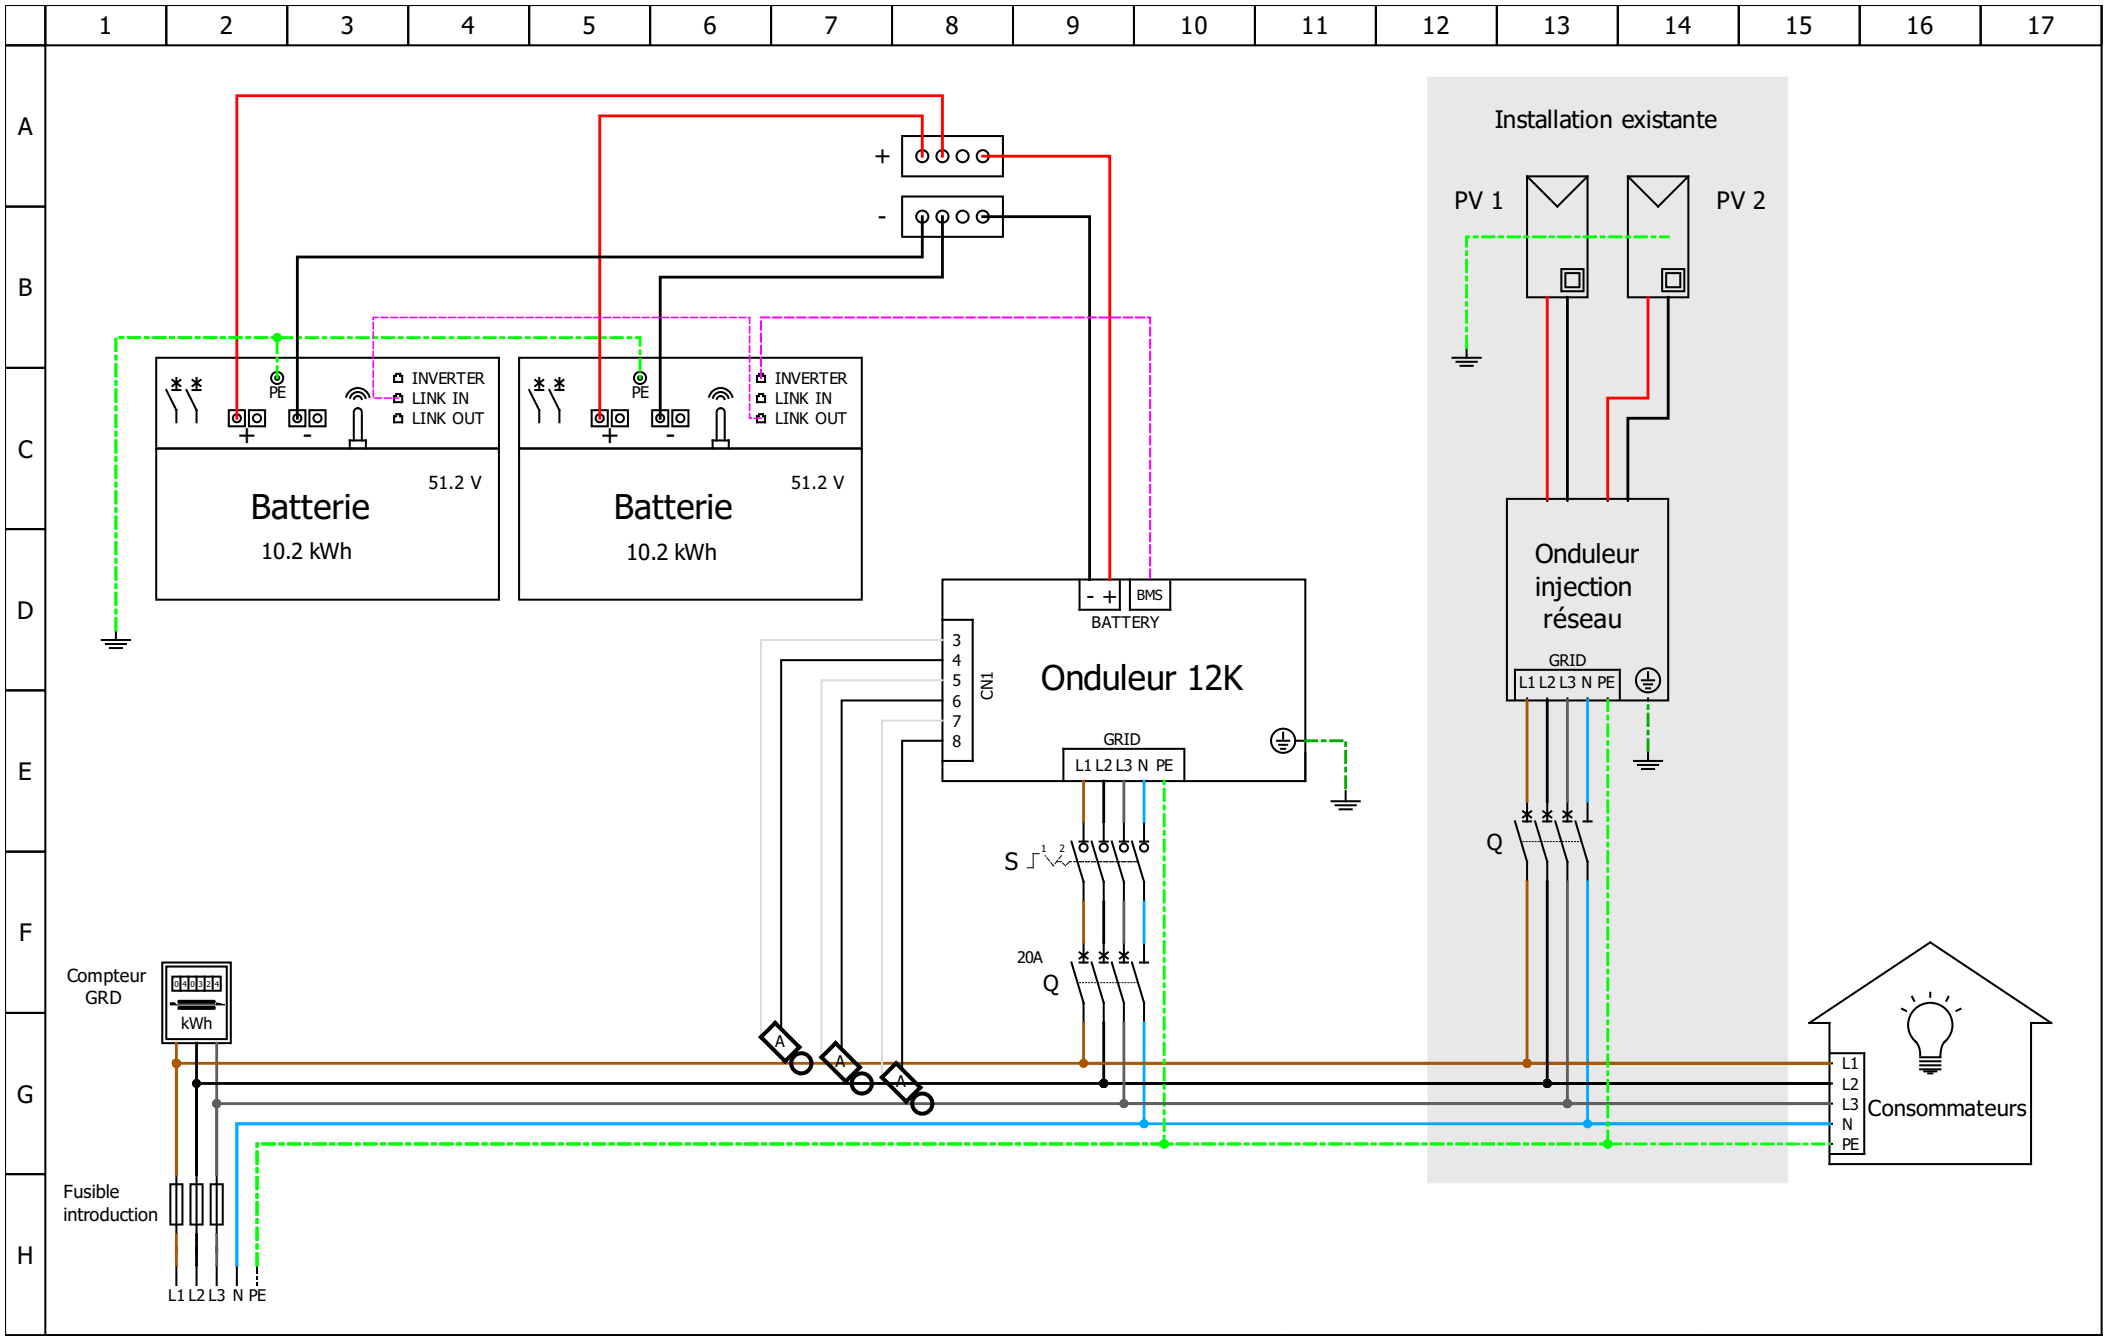 1 2 3 4 5 6 7 8 9 10 11 12 13 14 15 16 17
A
B
C
D
E
F
G
H
Installation existante
+
-
PV 1
PV 2
PE
+
-
INVERTER
LINK IN
LINK OUT
51.2 V
Batterie
10.2 kWh
PE
+
-
INVERTER
LINK IN
LINK OUT
51.2 V
Batterie
10.2 kWh
- +
BMS
BATTERY
3
4
5
6
7
8
CN1
Onduleur 12K
GRID
L1 L2 L3 N PE
Onduleur
injection
réseau
GRID
L1 L2 L3 N PE
S
1 2
20A
Q
Q
Compteur
GRD
040324
kWh
A
A
A
L1
L2
L3
N
PE
Consommateurs
Fusible
introduction
L1 L2 L3 N PE